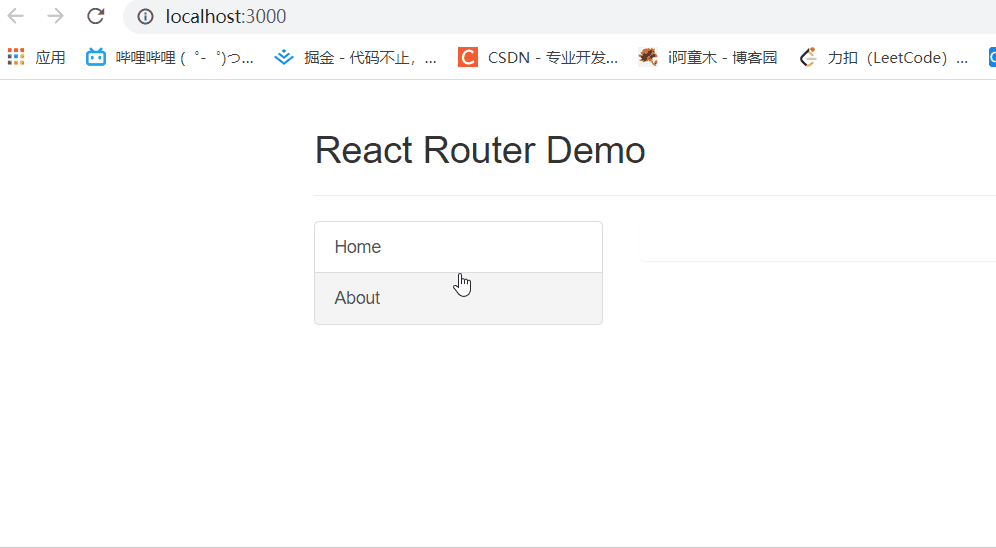 localhost:3000
应用 哔哩哔哩 ( ゜- ゜)つ... 掘金 - 代码不止，... CSDN - 专业开发... i阿童木 - 博客园 力扣（LeetCode）...
React Router Demo
Home
About